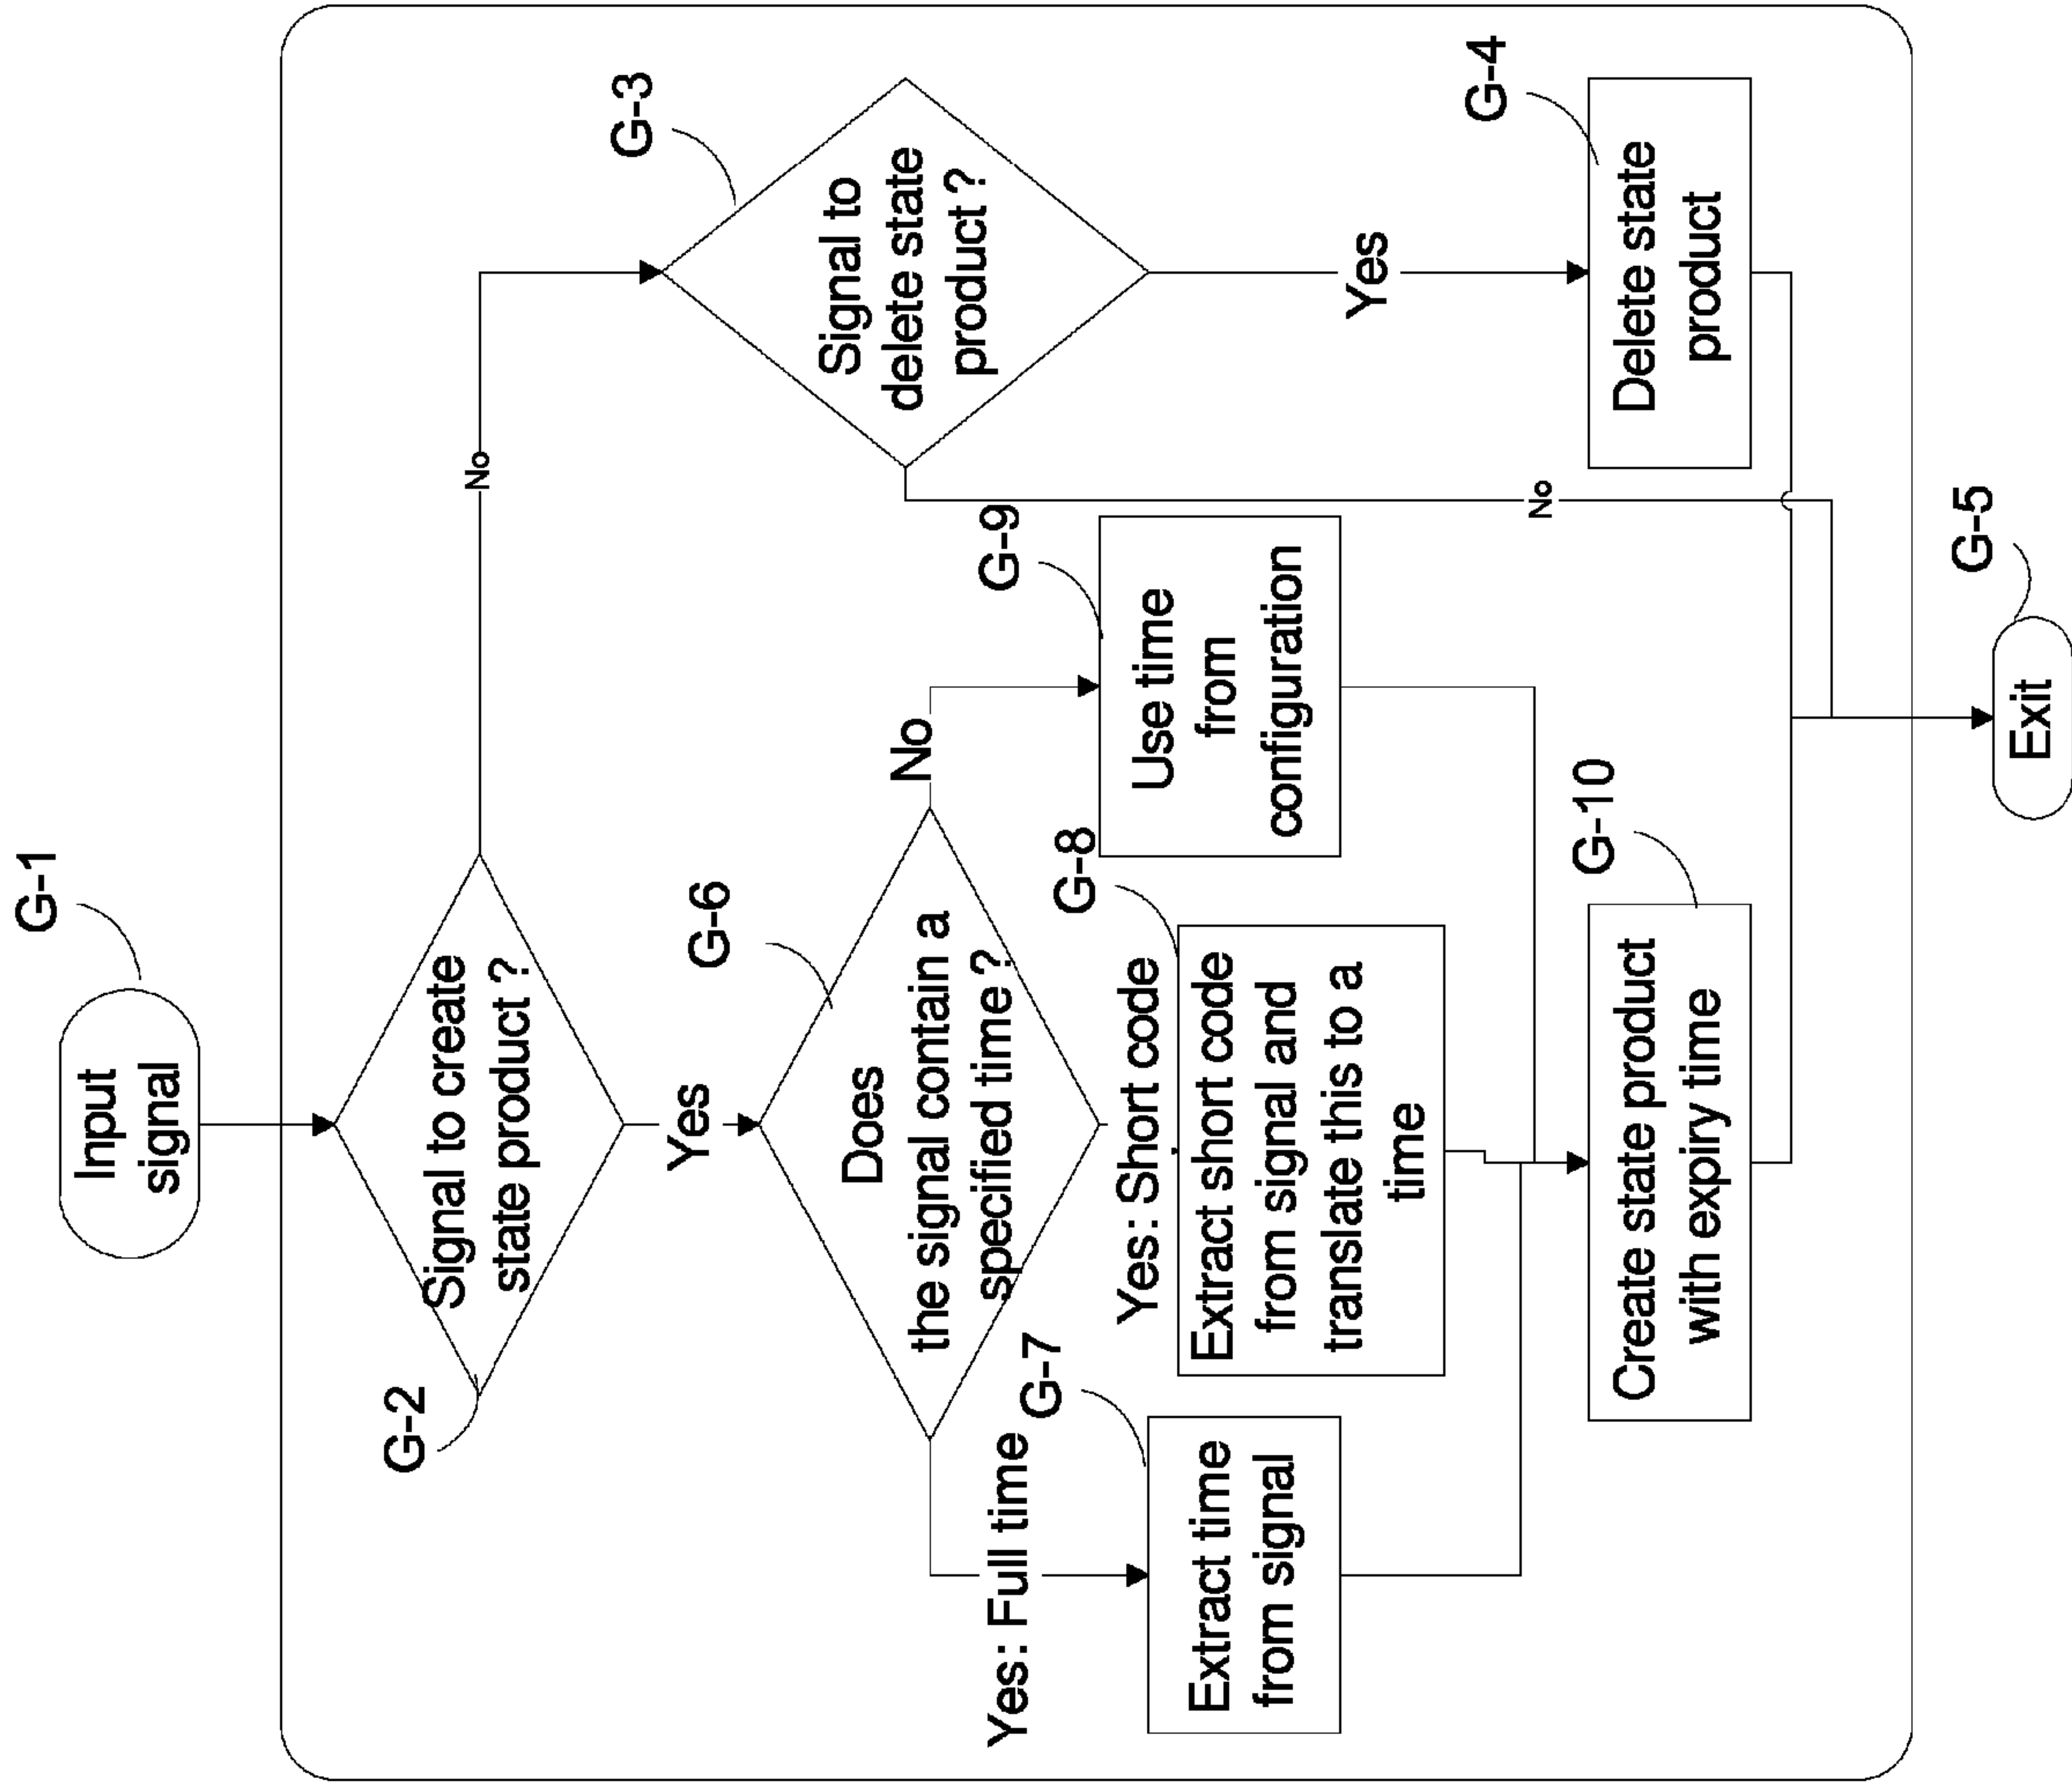 G-1
Input
signal
G-2
Signal to create
state product ?
No
Yes
G-3
Signal to
delete state
product ?
G-6
Does
the signal contain a
specified time ?
No
Yes: Full time
Yes: Short code
G-7
Extract time
from signal
G-8
Extract short code
from signal and
translate this to a
time
G-9
Use time
from
configuration
No
Yes
G-4
Delete state
product
G-10
Create state product
with expiry time
G-5
Exit